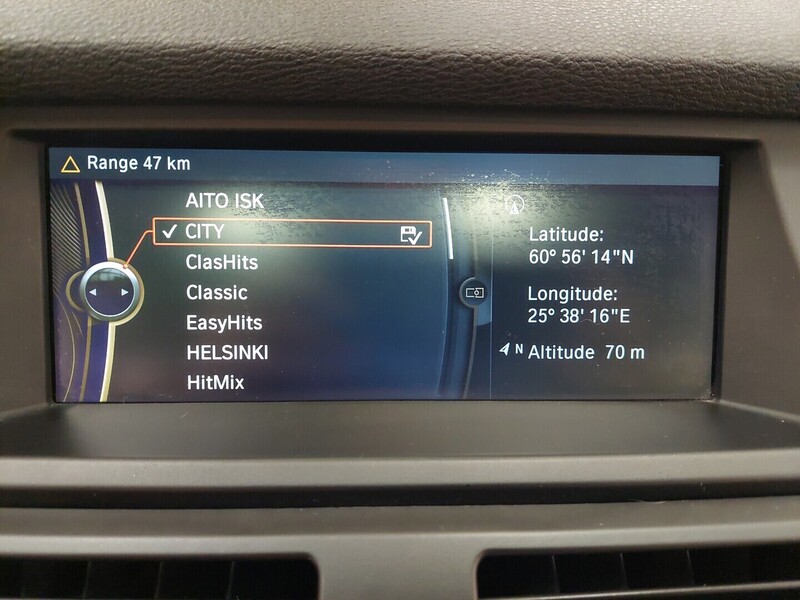 Range 47 km
AITO ISK
CITY
ClasHits
Classic
EasyHits
HELSINKI
HitMix
Latitude:
60° 56' 14"N
Longitude:
25° 38' 16"E
N Altitude 70 m